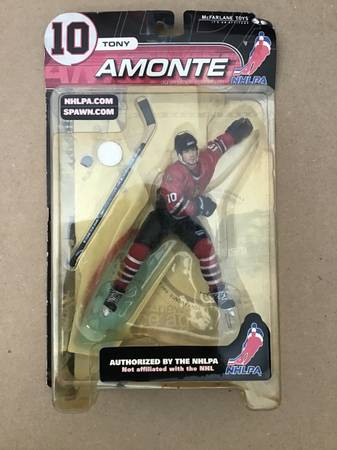 10
TONY
McFARLANE TOYS
AMONTE
NHLPA
NHLPA.COM
SPAWN.COM
10
AUTHORIZED BY THE NHLPA
Not affiliated with the NHL
NHLPA